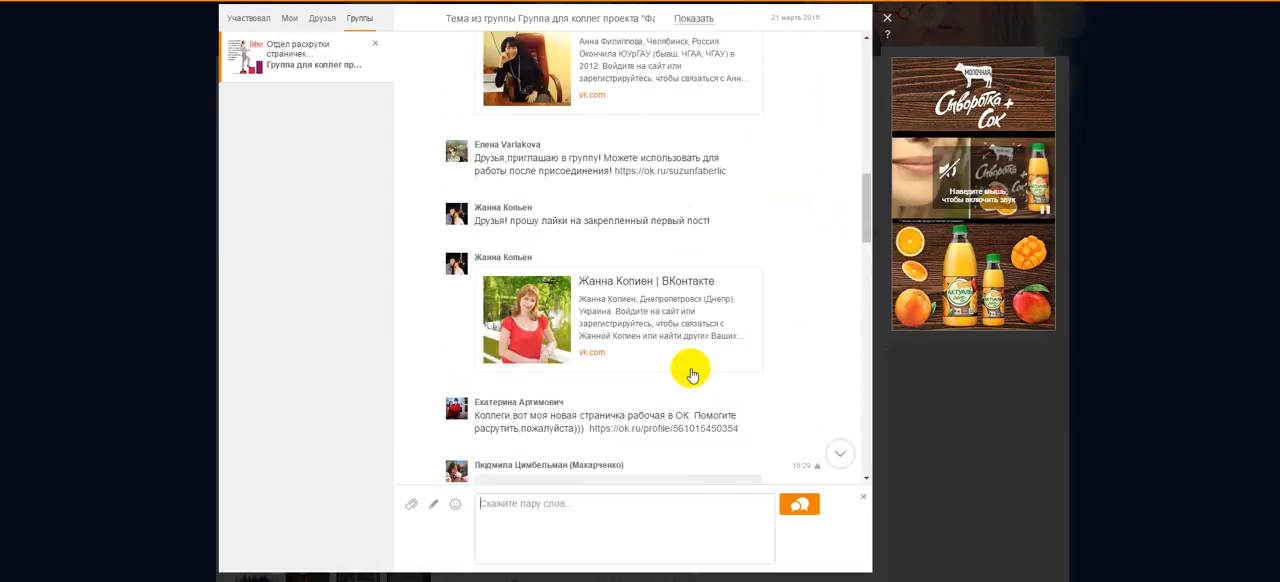 Участвовал Мои Друзья Группы
Отдел раскрутки
страничек...
Группа для коллег пр...
Тема из группы Группа для коллег проекта "Фа Показать 21 марта 2015
Анна Филиппова, Челябинск, Россия
Окончила ЮУрГАУ (бывш. ЧГАА, ЧГАУ) в
2012. Войдите на сайт или
зарегистрируйтесь, чтобы связаться с Анн...
vk.com
Елена Varlakova
Друзья,приглашаю в группу! Можете использовать для
работы после присоединения! https://ok.ru/suzunfaberlic
Жанна Копьен
Друзья! прошу лайки на закрепленный первый пост!
Жанна Копьен
Жанна Копиен | ВКонтакте
Жанна Копиен, Днепропетровск (Днепр),
Украина. Войдите на сайт или
зарегистрируйтесь, чтобы связаться с
Жанной Копиен или найти других Ваших...
vk.com
Екатерина Артимович
Коллеги,вот моя новая страничка рабочая в ОК. Помогите
расрутить,пожалуйста))) https://ok.ru/profile/561015450354
Людмила Цимбельман (Макарченко) 15:29
Скажите пару слов...
?
МОЛОЧНАЯ
Сыворотка +
Сок
Наведите мышь,
чтобы включить звук
АКТУАЛЬ
АКТУАЛЬ